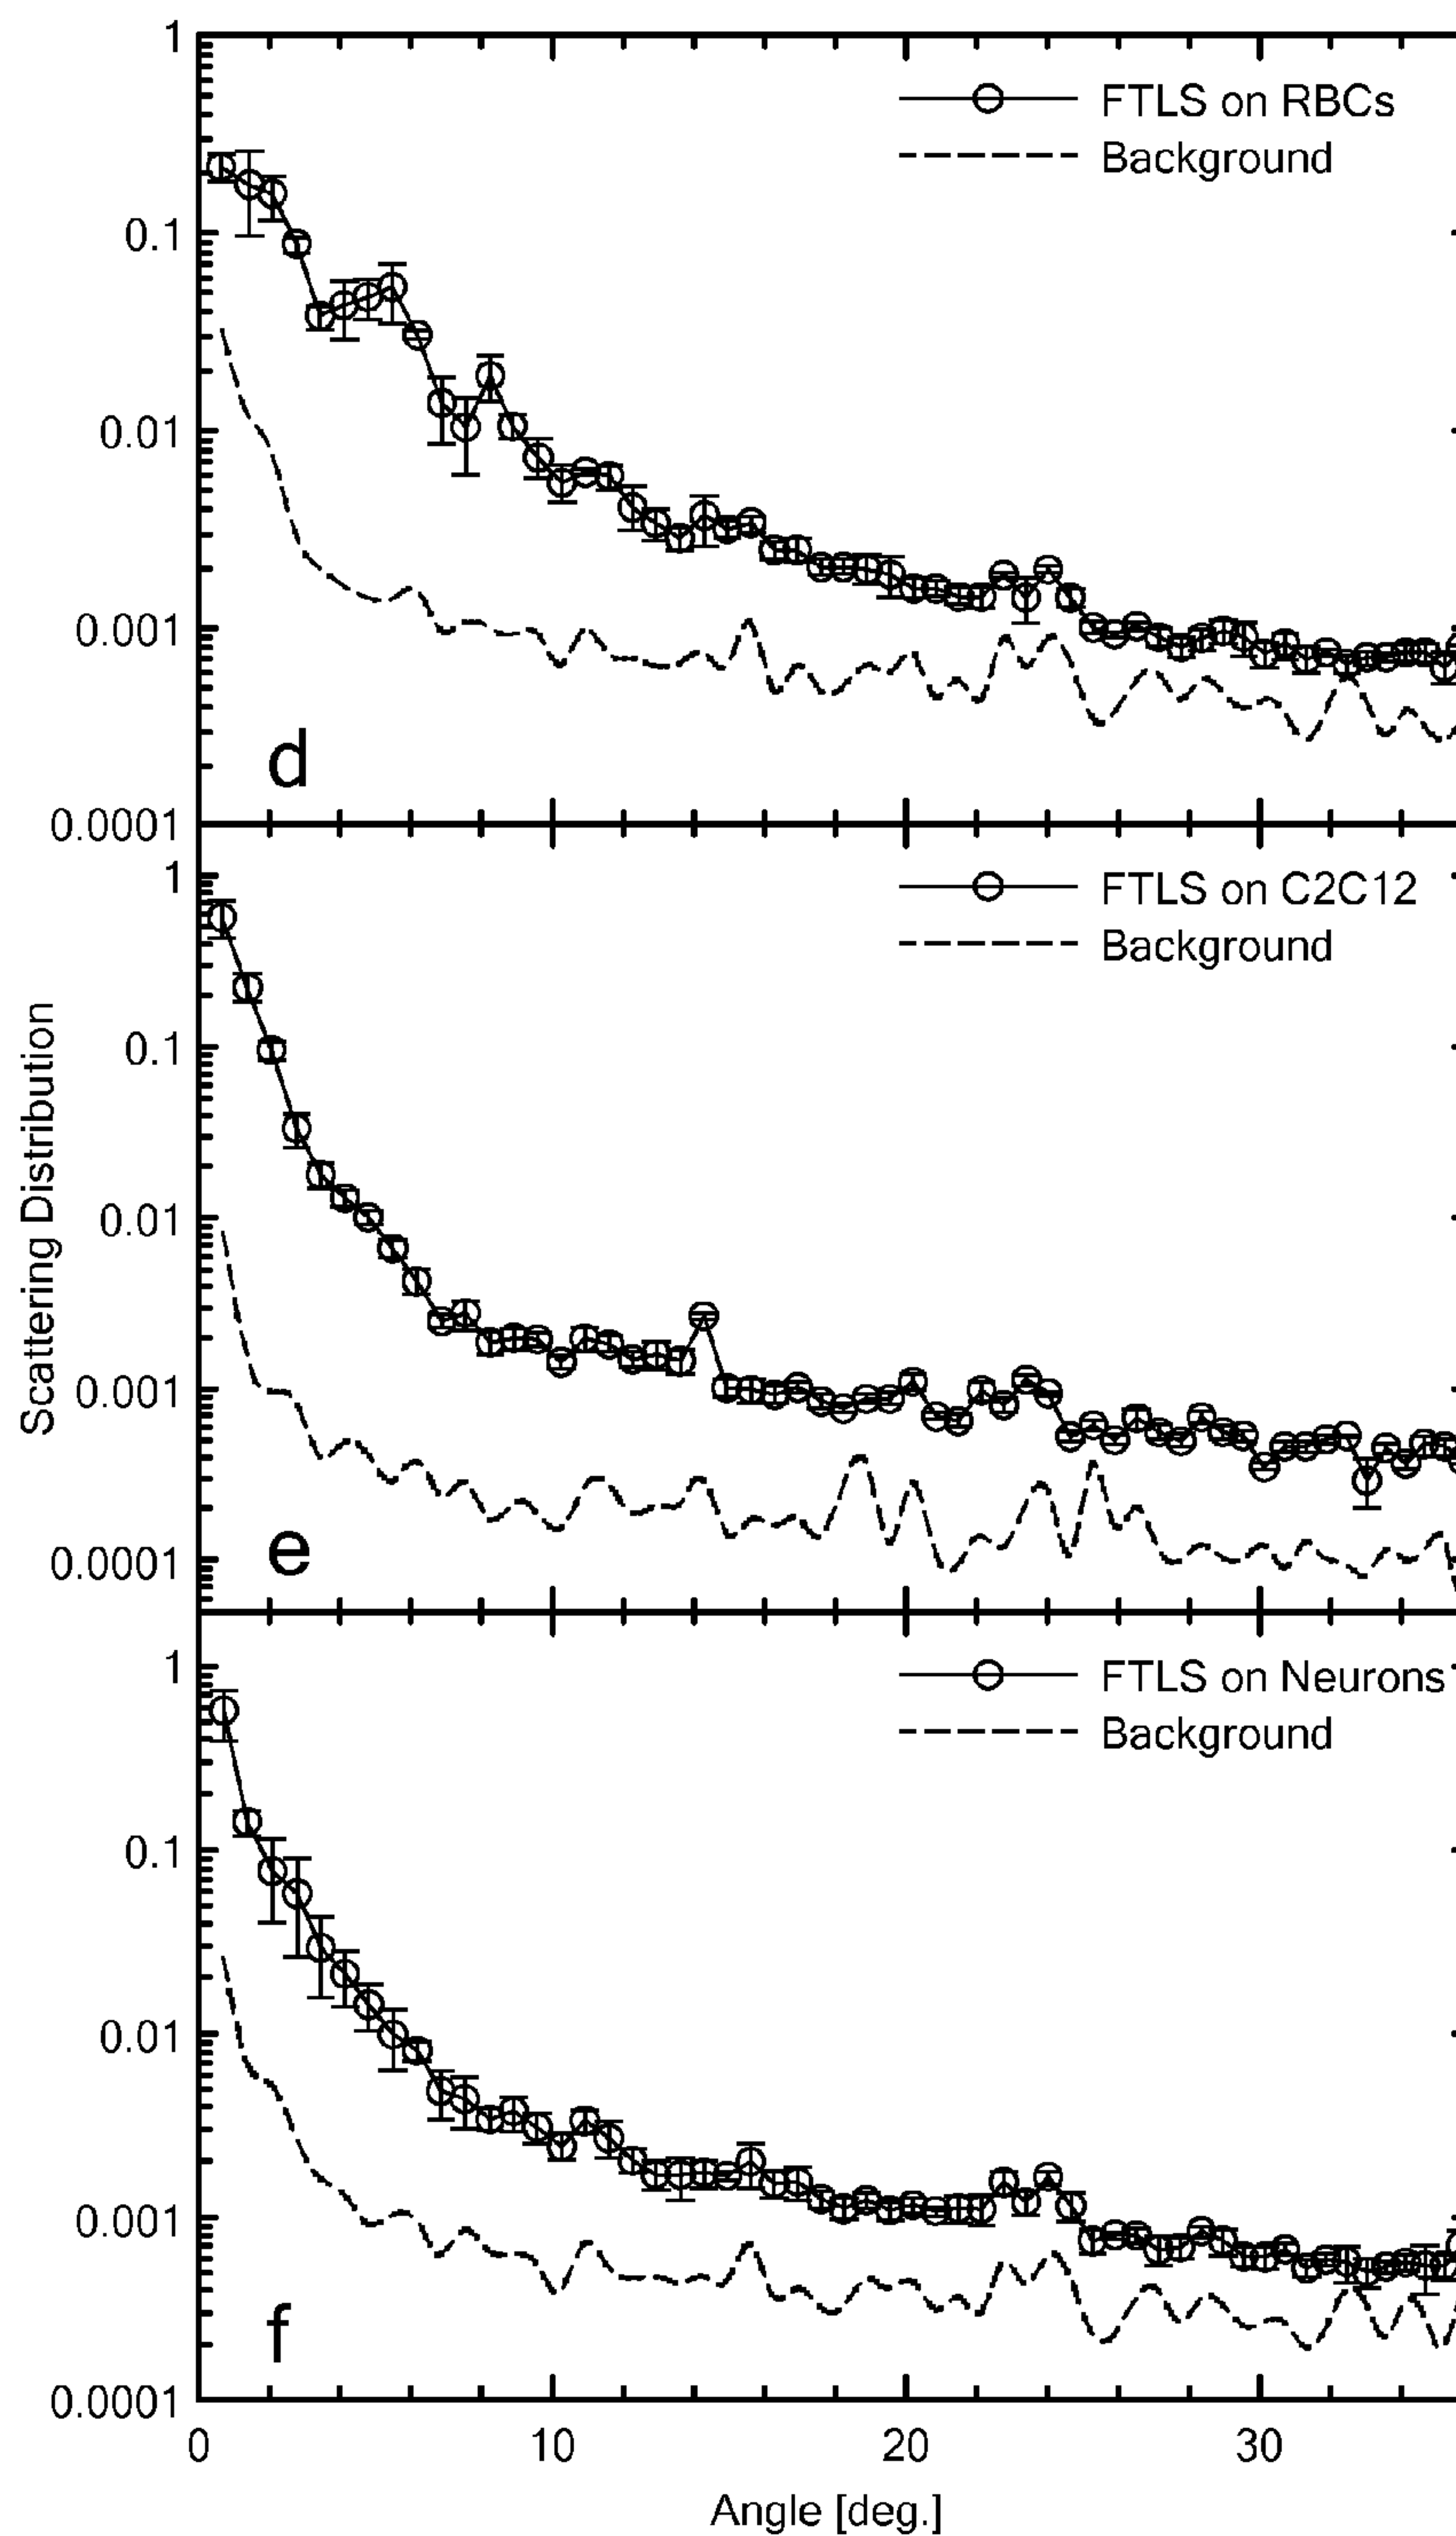 1
FTLS on RBCs
Background
0.1
0.01
0.001
d
0.0001
1
FTLS on C2C12
Background
0.1
Scattering Distribution
0.01
0.001
e
0.0001
1
FTLS on Neurons
Background
0.1
0.01
0.001
f
0.0001
0 10 20 30
Angle [deg.]